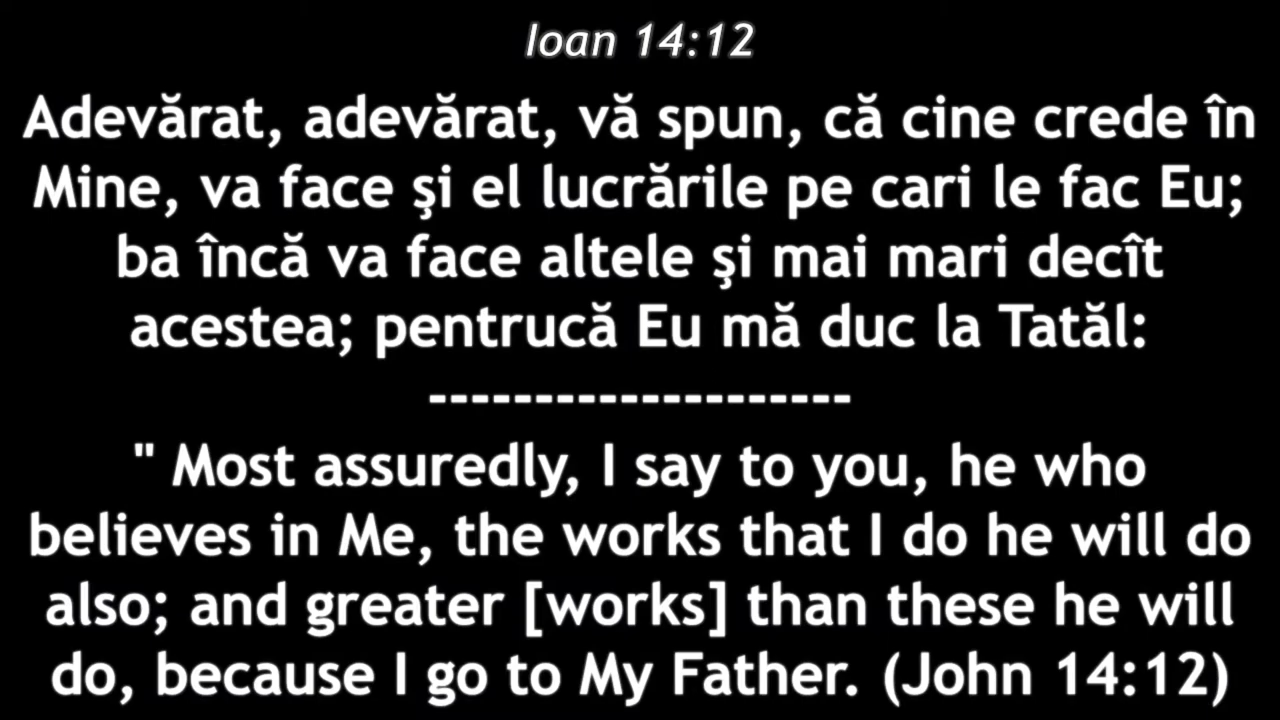 Ioan 14:12
Adevărat, adevărat, vă spun, că cine crede în
Mine, va face şi el lucrările pe cari le fac Eu;
ba încă va face altele şi mai mari decît
acestea; pentrucă Eu mă duc la Tatăl:
--------------------
" Most assuredly, I say to you, he who
believes in Me, the works that I do he will do
also; and greater [works] than these he will
do, because I go to My Father. (John 14:12)